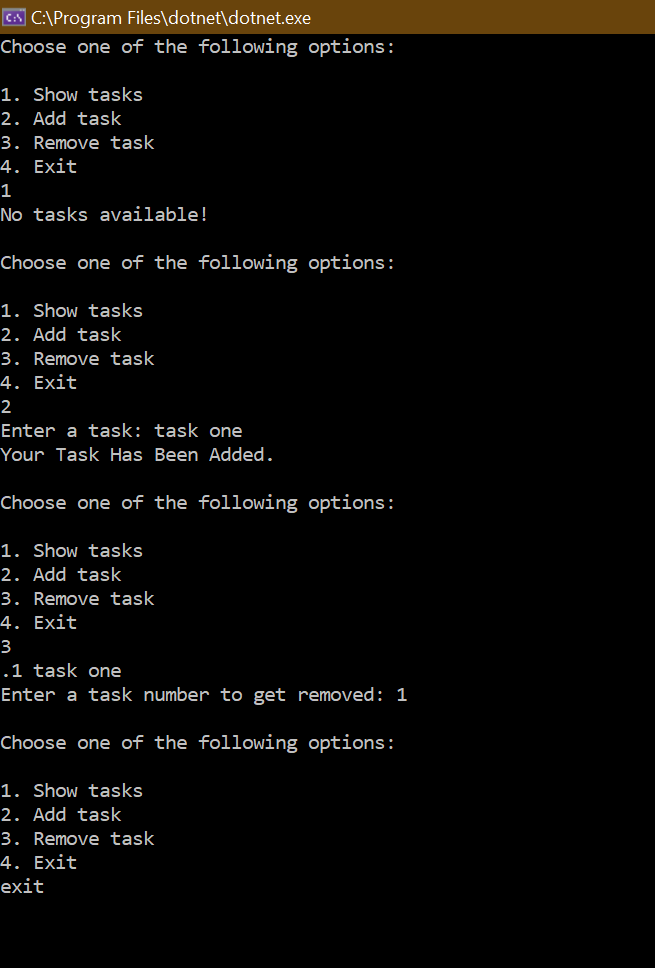 C:\Program Files\dotnet\dotnet.exe
Choose one of the following options:
1. Show tasks
2. Add task
3. Remove task
4. Exit
1
No tasks available!
Choose one of the following options:
1. Show tasks
2. Add task
3. Remove task
4. Exit
2
Enter a task: task one
Your Task Has Been Added.
Choose one of the following options:
1. Show tasks
2. Add task
3. Remove task
4. Exit
3
.1 task one
Enter a task number to get removed: 1
Choose one of the following options:
1. Show tasks
2. Add task
3. Remove task
4. Exit
exit